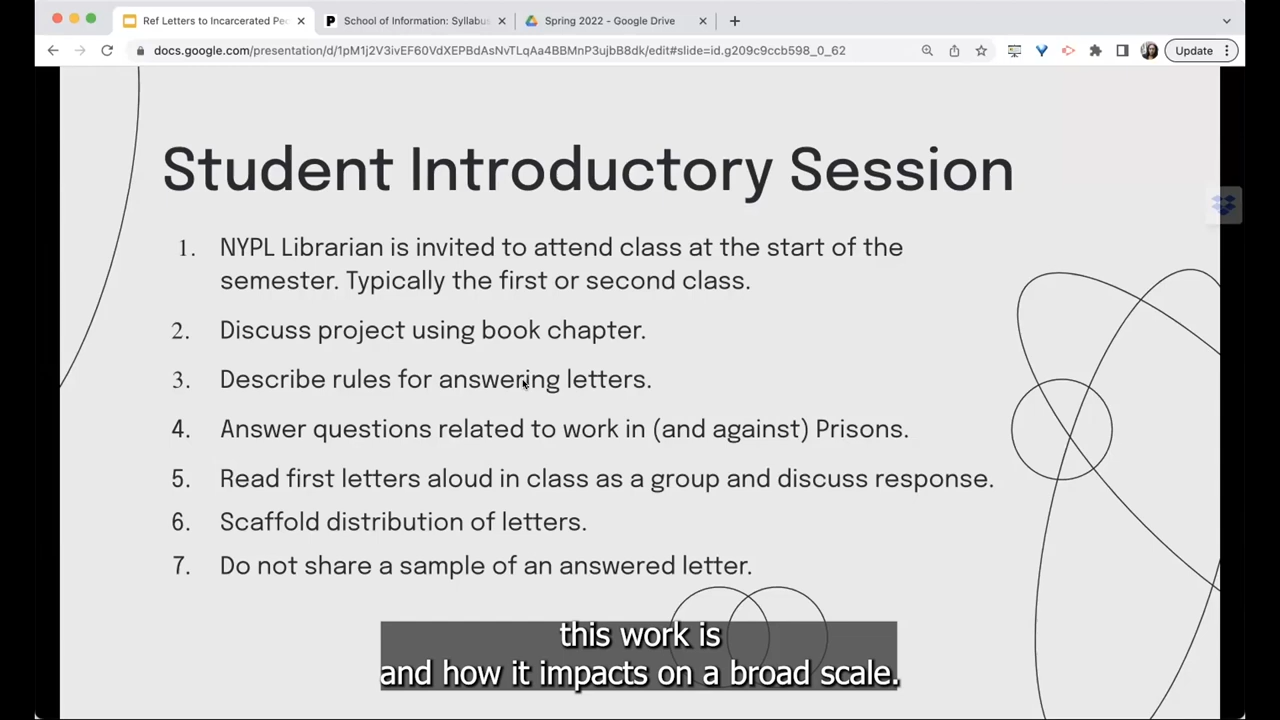 Ref Letters to Incarcerated Peo
School of Information: Syllabus
Spring 2022 - Google Drive
docs.google.com/presentation/d/1pM1j2V3ivEF60VdXEPBdAsNvTLqAa4BBMnP3ujbB8dk/edit#slide=id.g209c9ccb598_0_62
Update
Student Introductory Session
1. NYPL Librarian is invited to attend class at the start of the
semester. Typically the first or second class.
2. Discuss project using book chapter.
3. Describe rules for answering letters.
4. Answer questions related to work in (and against) Prisons.
5. Read first letters aloud in class as a group and discuss response.
6. Scaffold distribution of letters.
7. Do not share a sample of an answered letter.
this work is
and how it impacts on a broad scale.